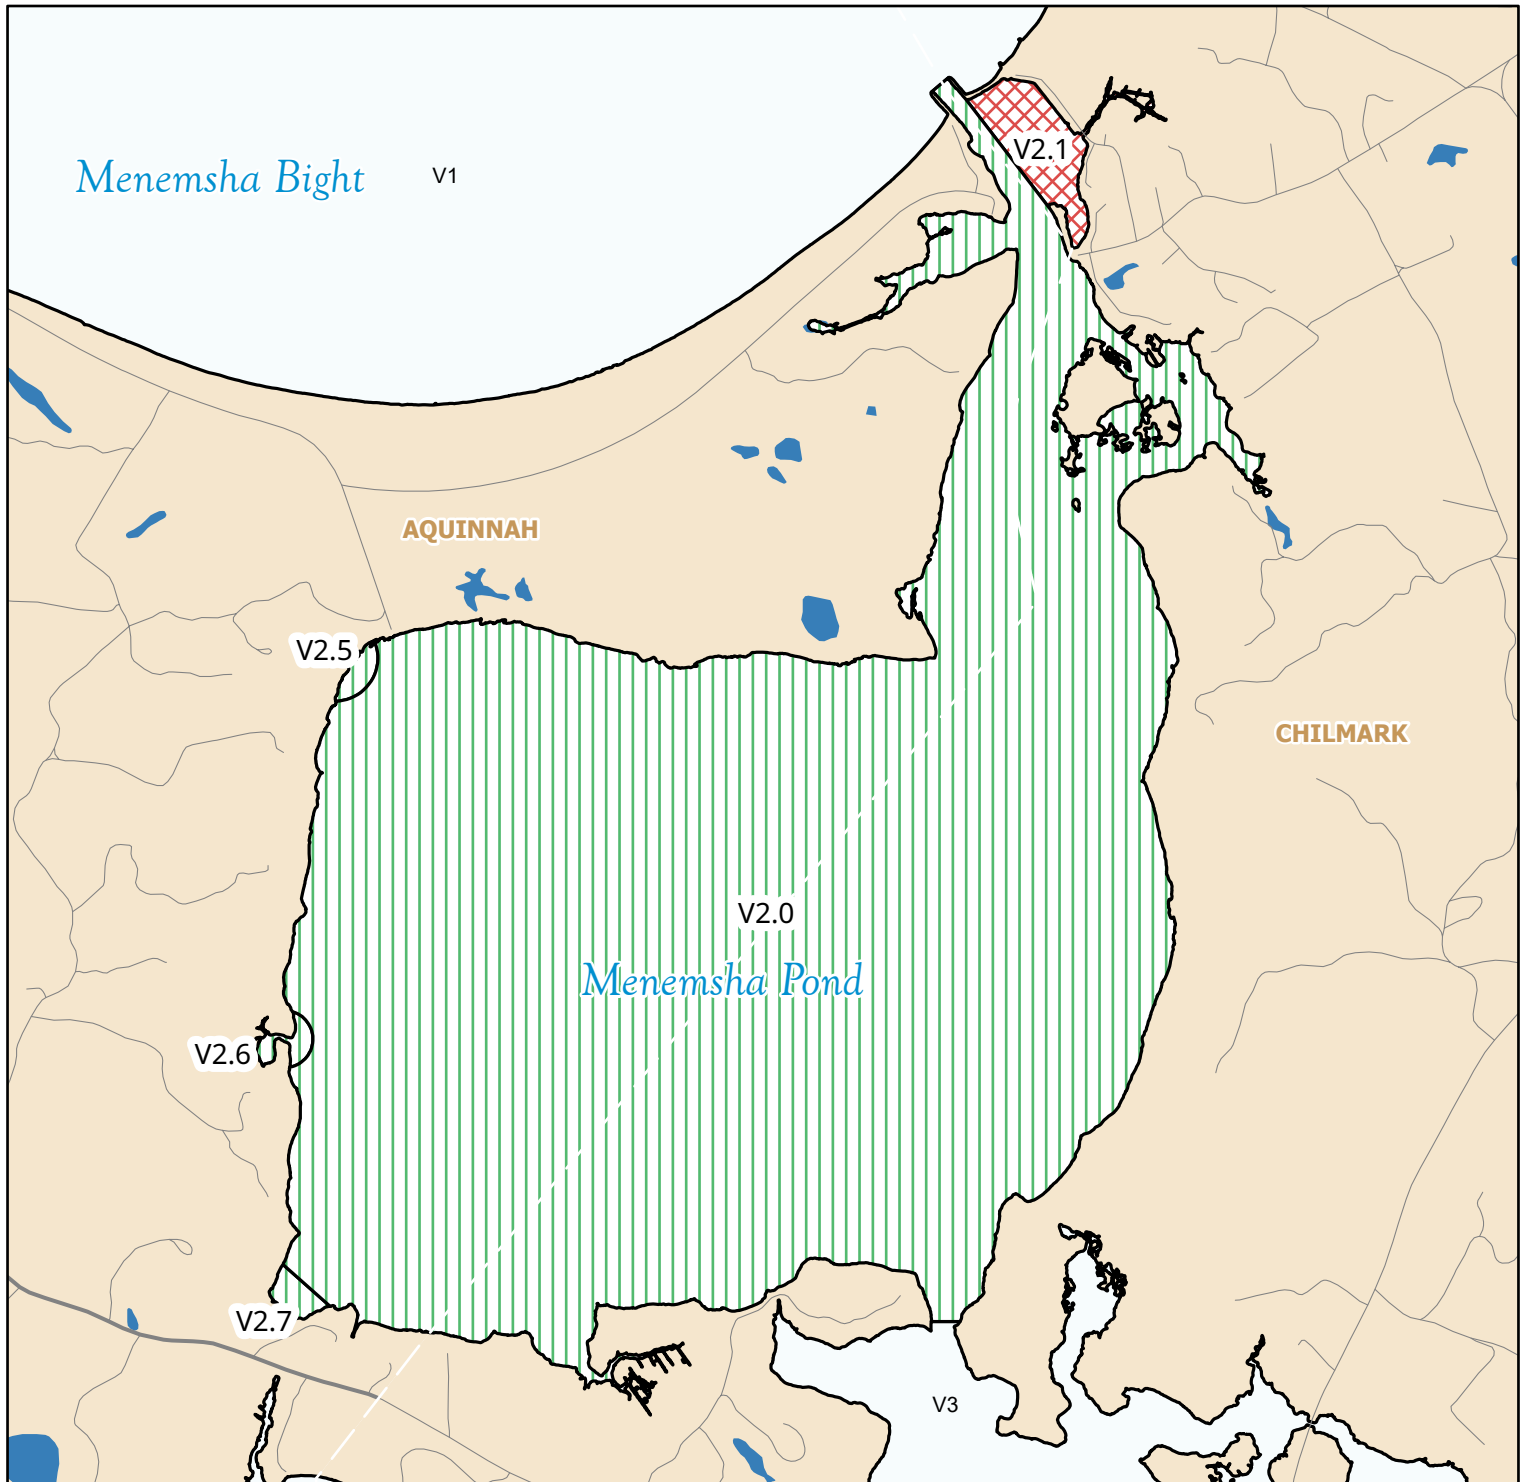 V2.1
Menemsha Bight
V1
AQUINNAH
V2.5
CHILMARK
V2.0
Menemsha Pond
V2.6
V2.7
V3